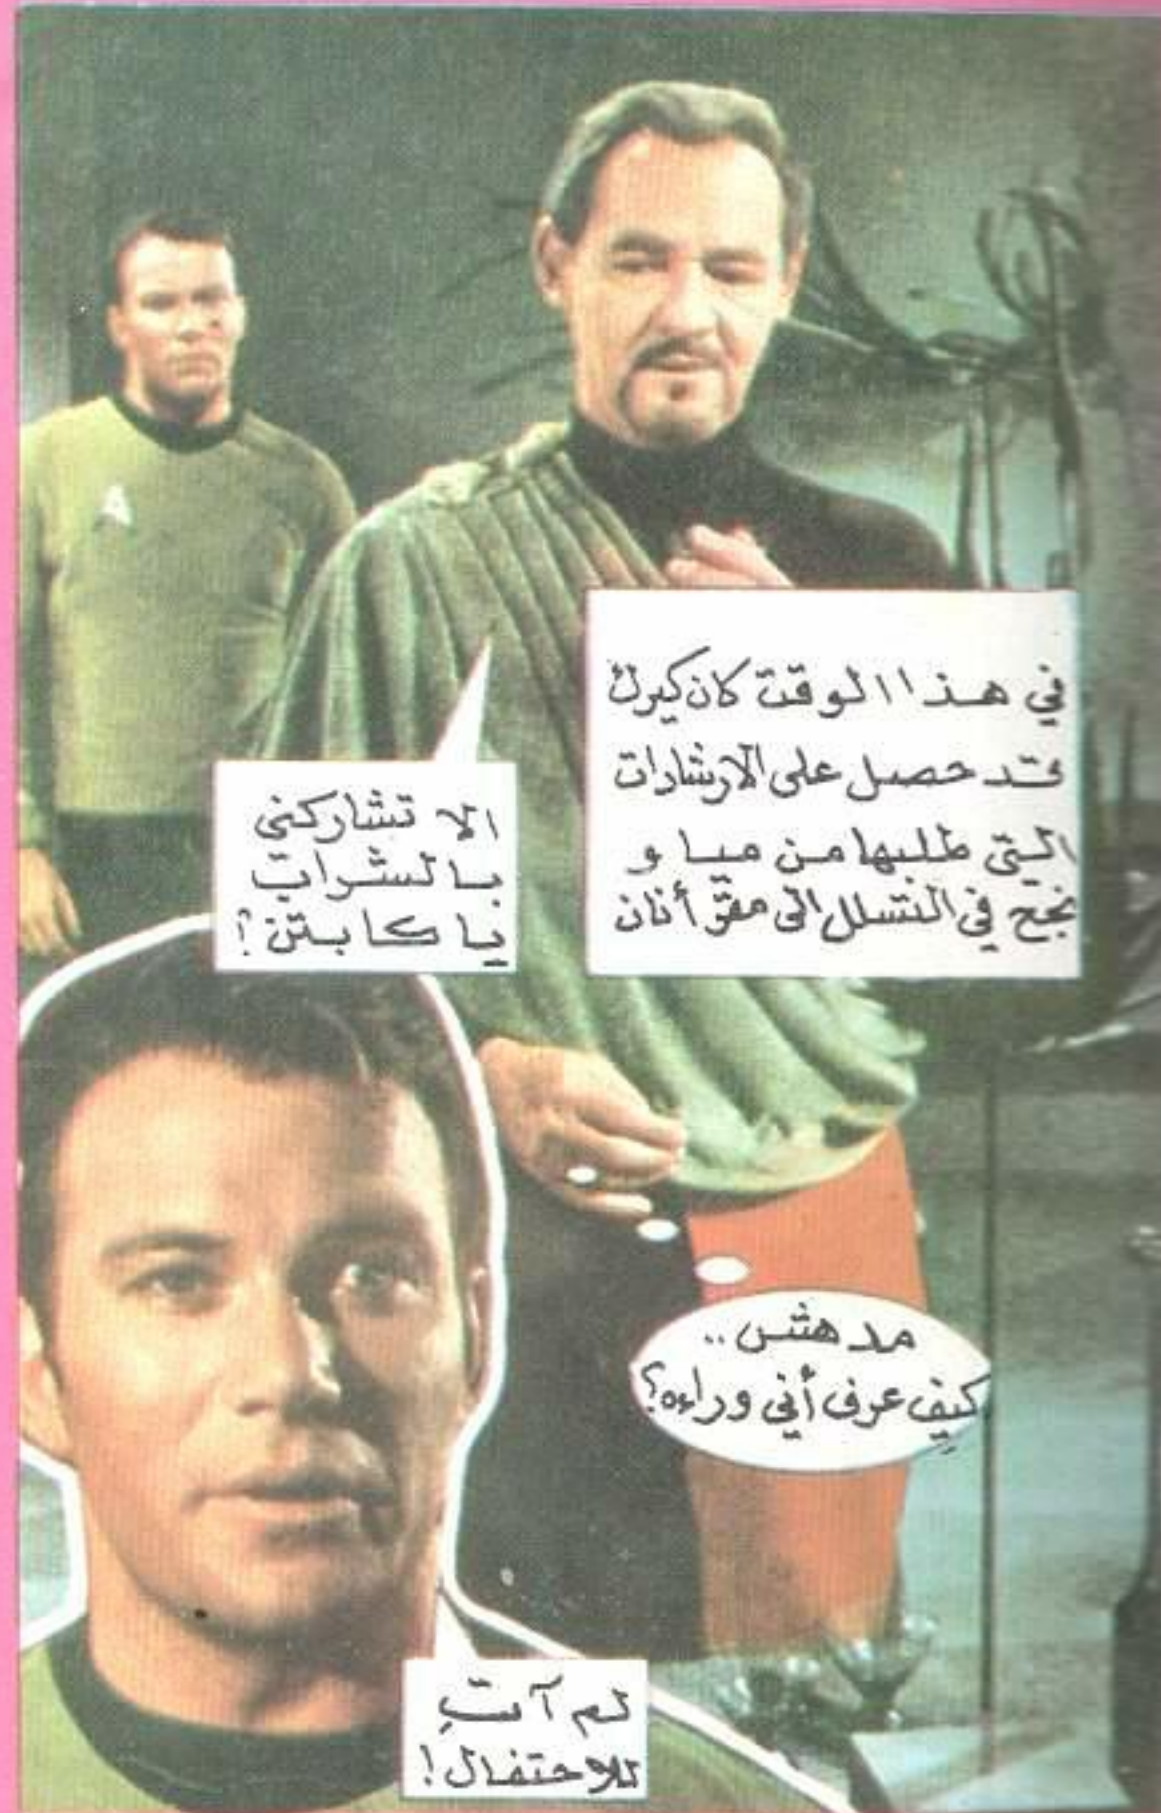 في هذا الوقت كان كيرك
قد حصل على الارشادات
التي طلبها من ميا و
نجح في التسلل الى مقر أنان
الا تشاركني
بالشراب
يا كابتن؟
مدهش ..
كيف عرف أني وراءه؟
لم آتِ
للاحتفال!